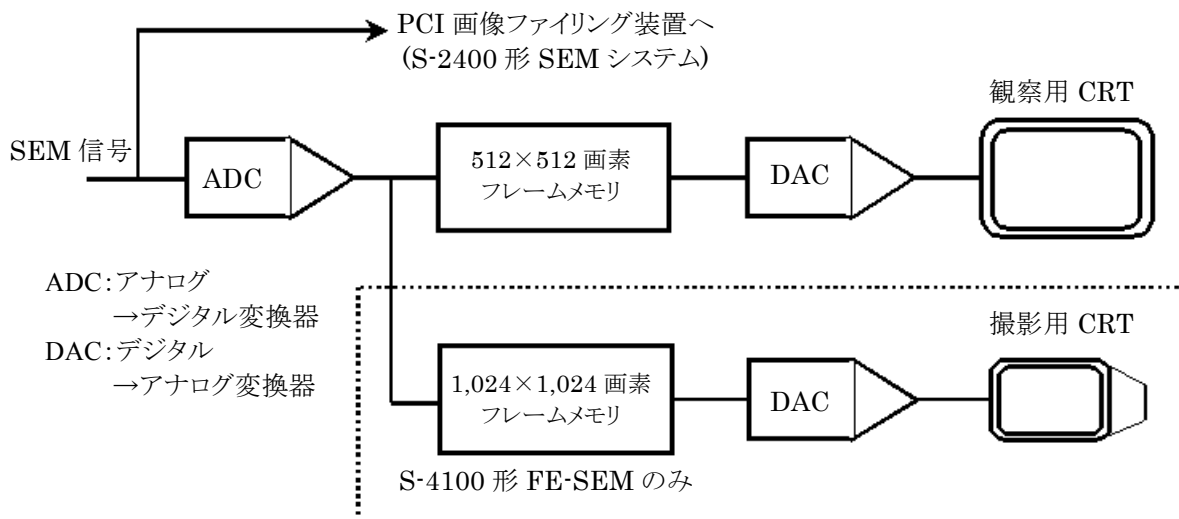 PCI 画像ファイリング装置へ
(S-2400 形 SEM システム)
観察用 CRT
SEM 信号
ADC
512×512 画素
フレームメモリ
DAC
ADC:アナログ
→デジタル変換器
DAC:デジタル
→アナログ変換器
撮影用 CRT
1,024×1,024 画素
フレームメモリ
DAC
S-4100 形 FE-SEM のみ